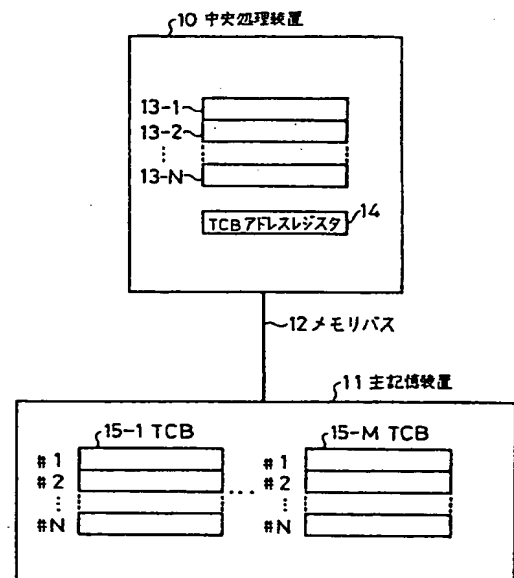 10 中央処理装置
13-1
13-2
⋮
13-N
TCBアドレスレジスタ 14
12 メモリバス
11 主記憶装置
15-1 TCB 15-M TCB
#1 #1
#2 … #2
⋮ ⋮
#N #N